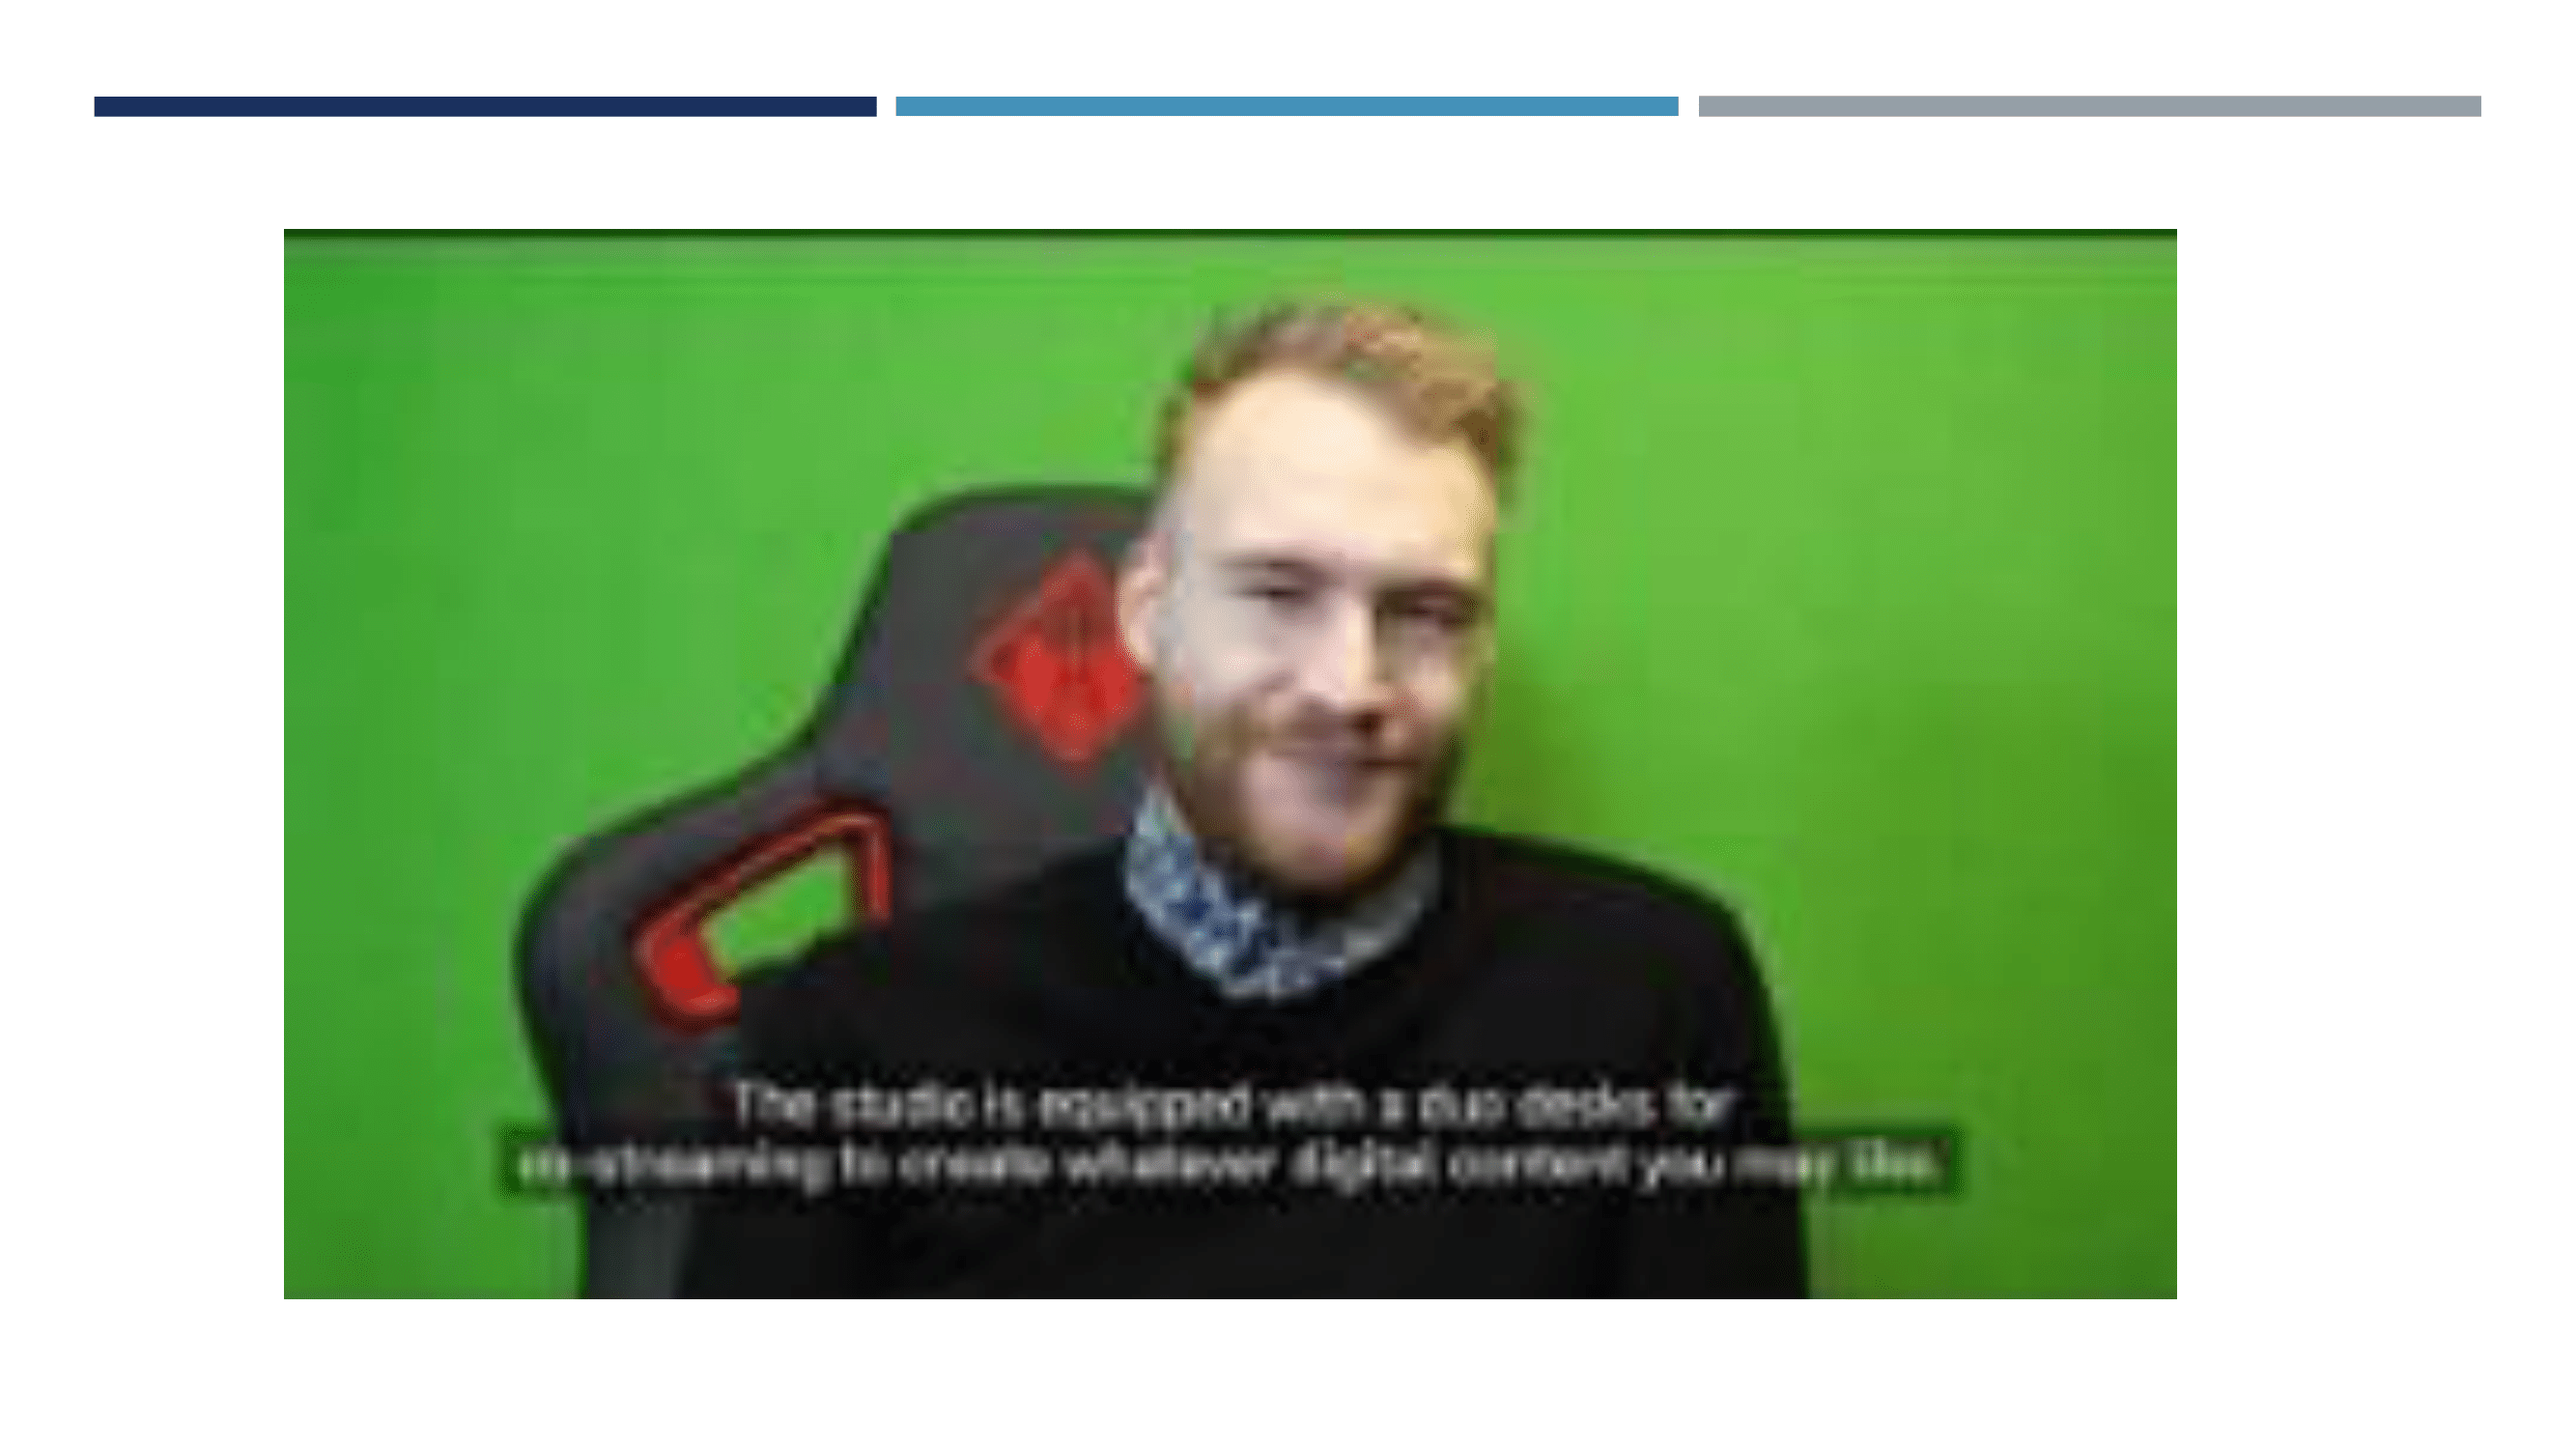 The studio is equipped with a duo desks for
co-streaming to create whatever digital content you may like.